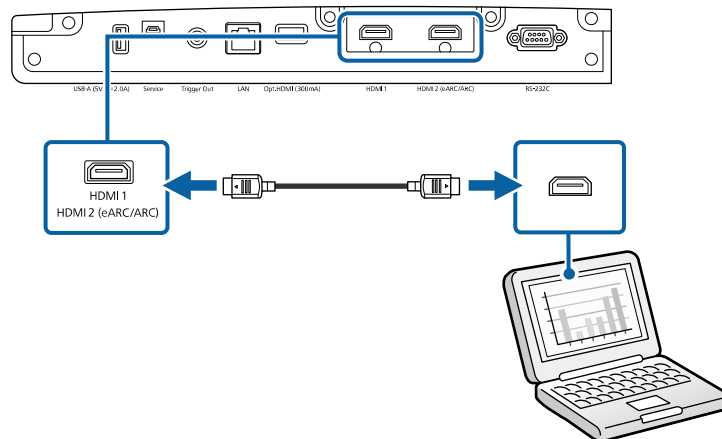 USB-A (5V 2.0A) Service Trigger Out LAN Opt.HDMI (300mA) HDMI 1 HDMI 2 (eARC/ARC) RS-232C
HDMI 1
HDMI 2 (eARC/ARC)